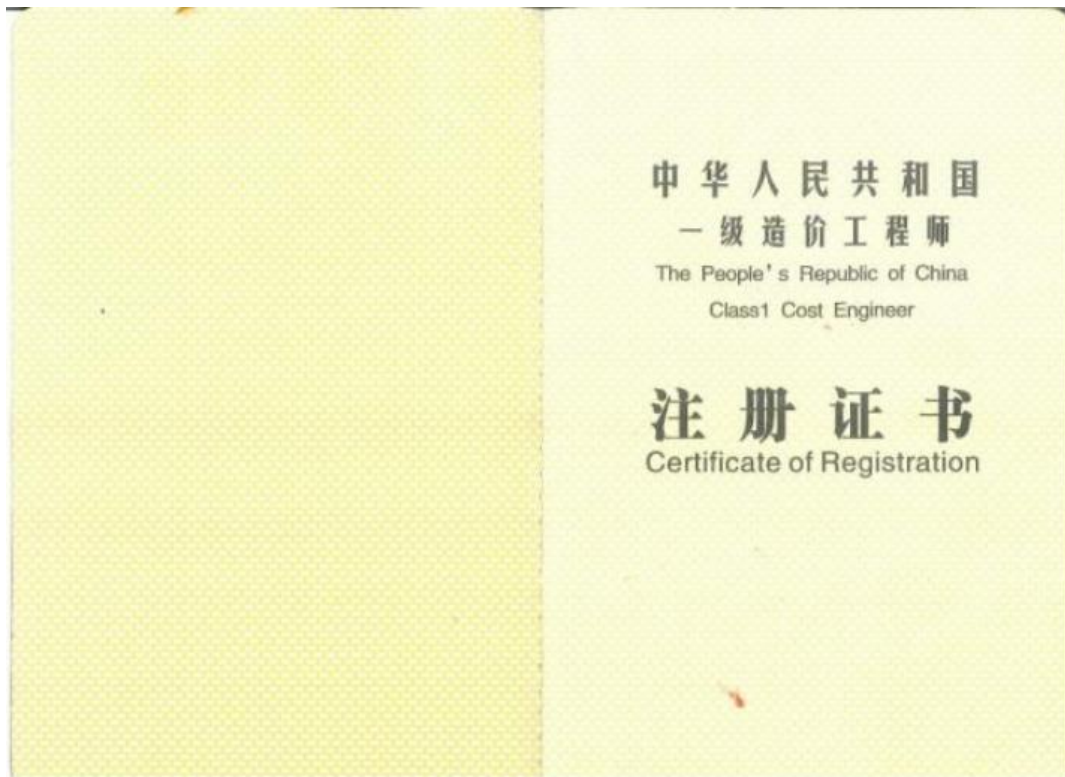 中华人民共和国
一级造价工程师
The People's Republic of China
Class1 Cost Engineer
注册证书
Certificate of Registration